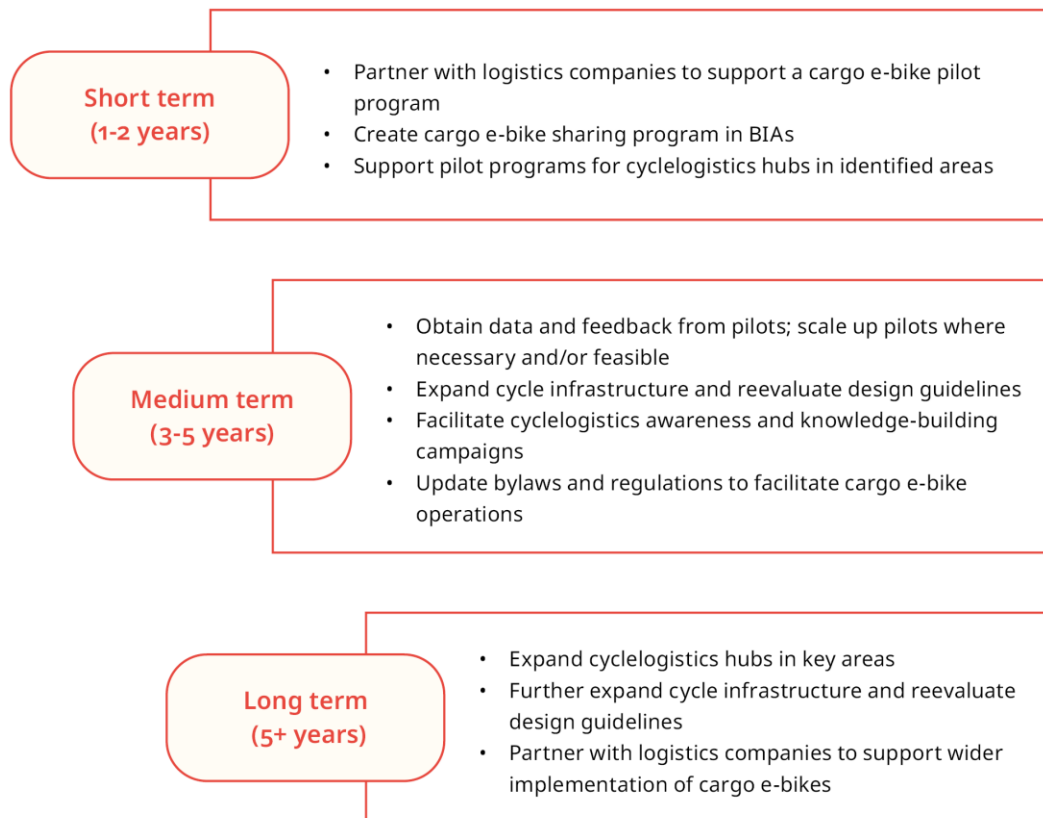 Short term
(1-2 years)
• Partner with logistics companies to support a cargo e-bike pilot
program
• Create cargo e-bike sharing program in BIAs
• Support pilot programs for cyclelogistics hubs in identified areas
Medium term
(3-5 years)
• Obtain data and feedback from pilots; scale up pilots where
necessary and/or feasible
• Expand cycle infrastructure and reevaluate design guidelines
• Facilitate cyclelogistics awareness and knowledge-building
campaigns
• Update bylaws and regulations to facilitate cargo e-bike
operations
Long term
(5+ years)
• Expand cyclelogistics hubs in key areas
• Further expand cycle infrastructure and reevaluate
design guidelines
• Partner with logistics companies to support wider
implementation of cargo e-bikes